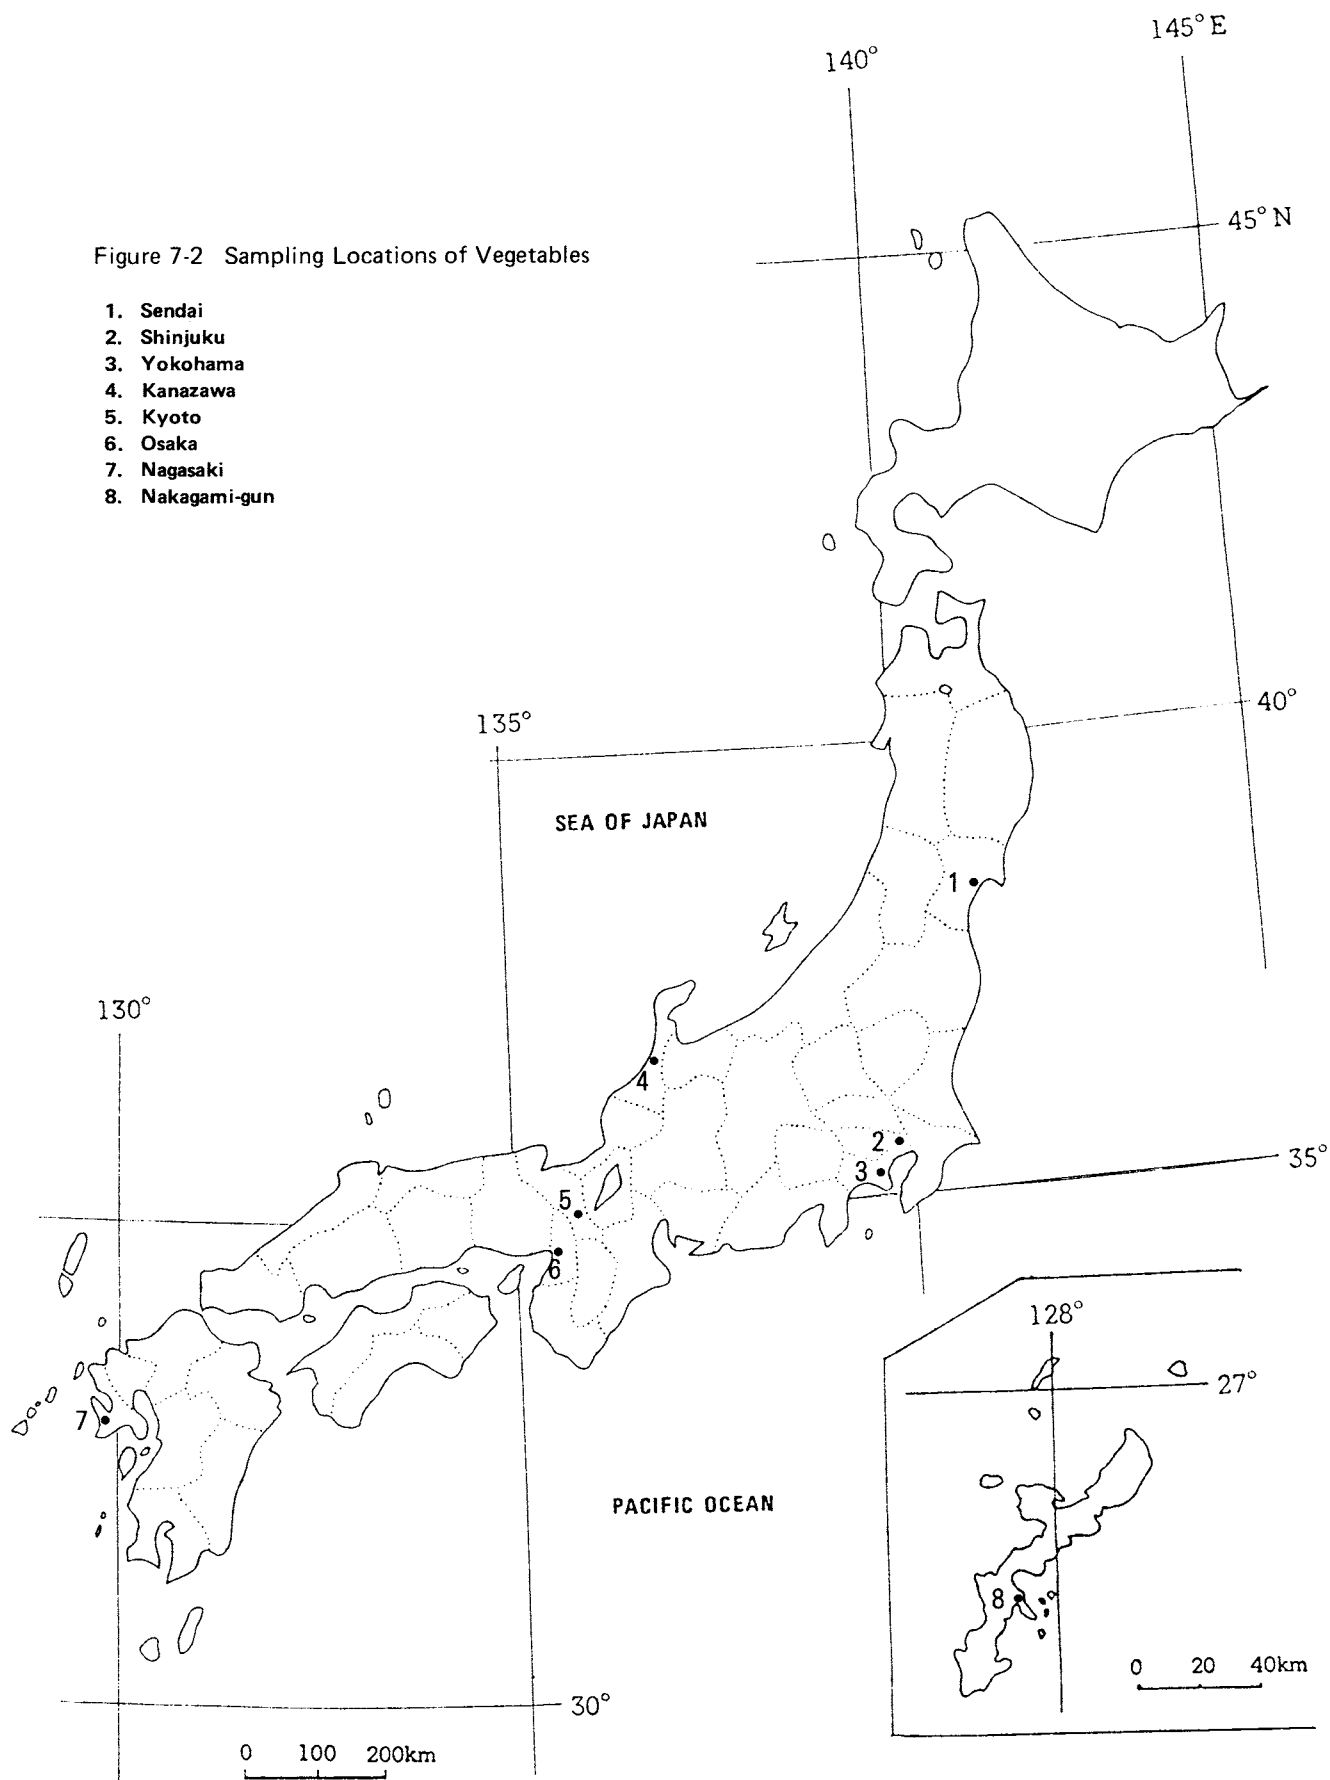 145° E
140°
45° N
Figure 7-2 Sampling Locations of Vegetables
1. Sendai
2. Shinjuku
3. Yokohama
4. Kanazawa
5. Kyoto
6. Osaka
7. Nagasaki
8. Nakagami-gun
40°
135°
SEA OF JAPAN
1
130°
4
2
35°
3
5
6
128°
27°
7
PACIFIC OCEAN
8
0 20 40km
30°
0 100 200km